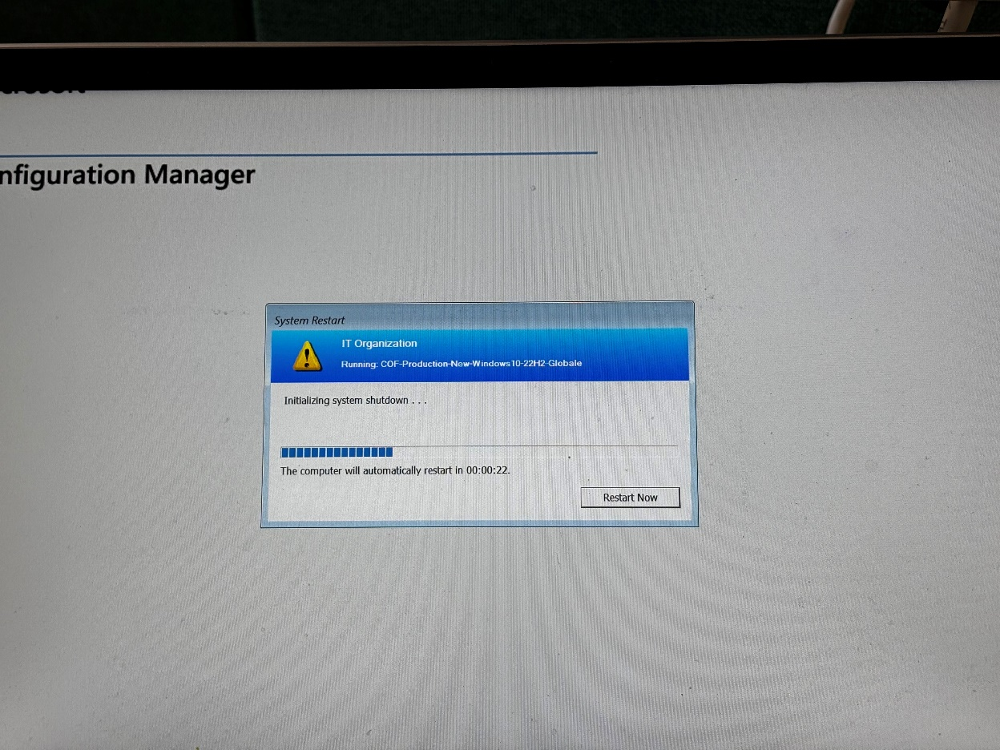 nfiguration Manager
System Restart
IT Organization
Running: COF-Production-New-Windows10-22H2-Globale
Initializing system shutdown . . .
The computer will automatically restart in 00:00:22.
Restart Now